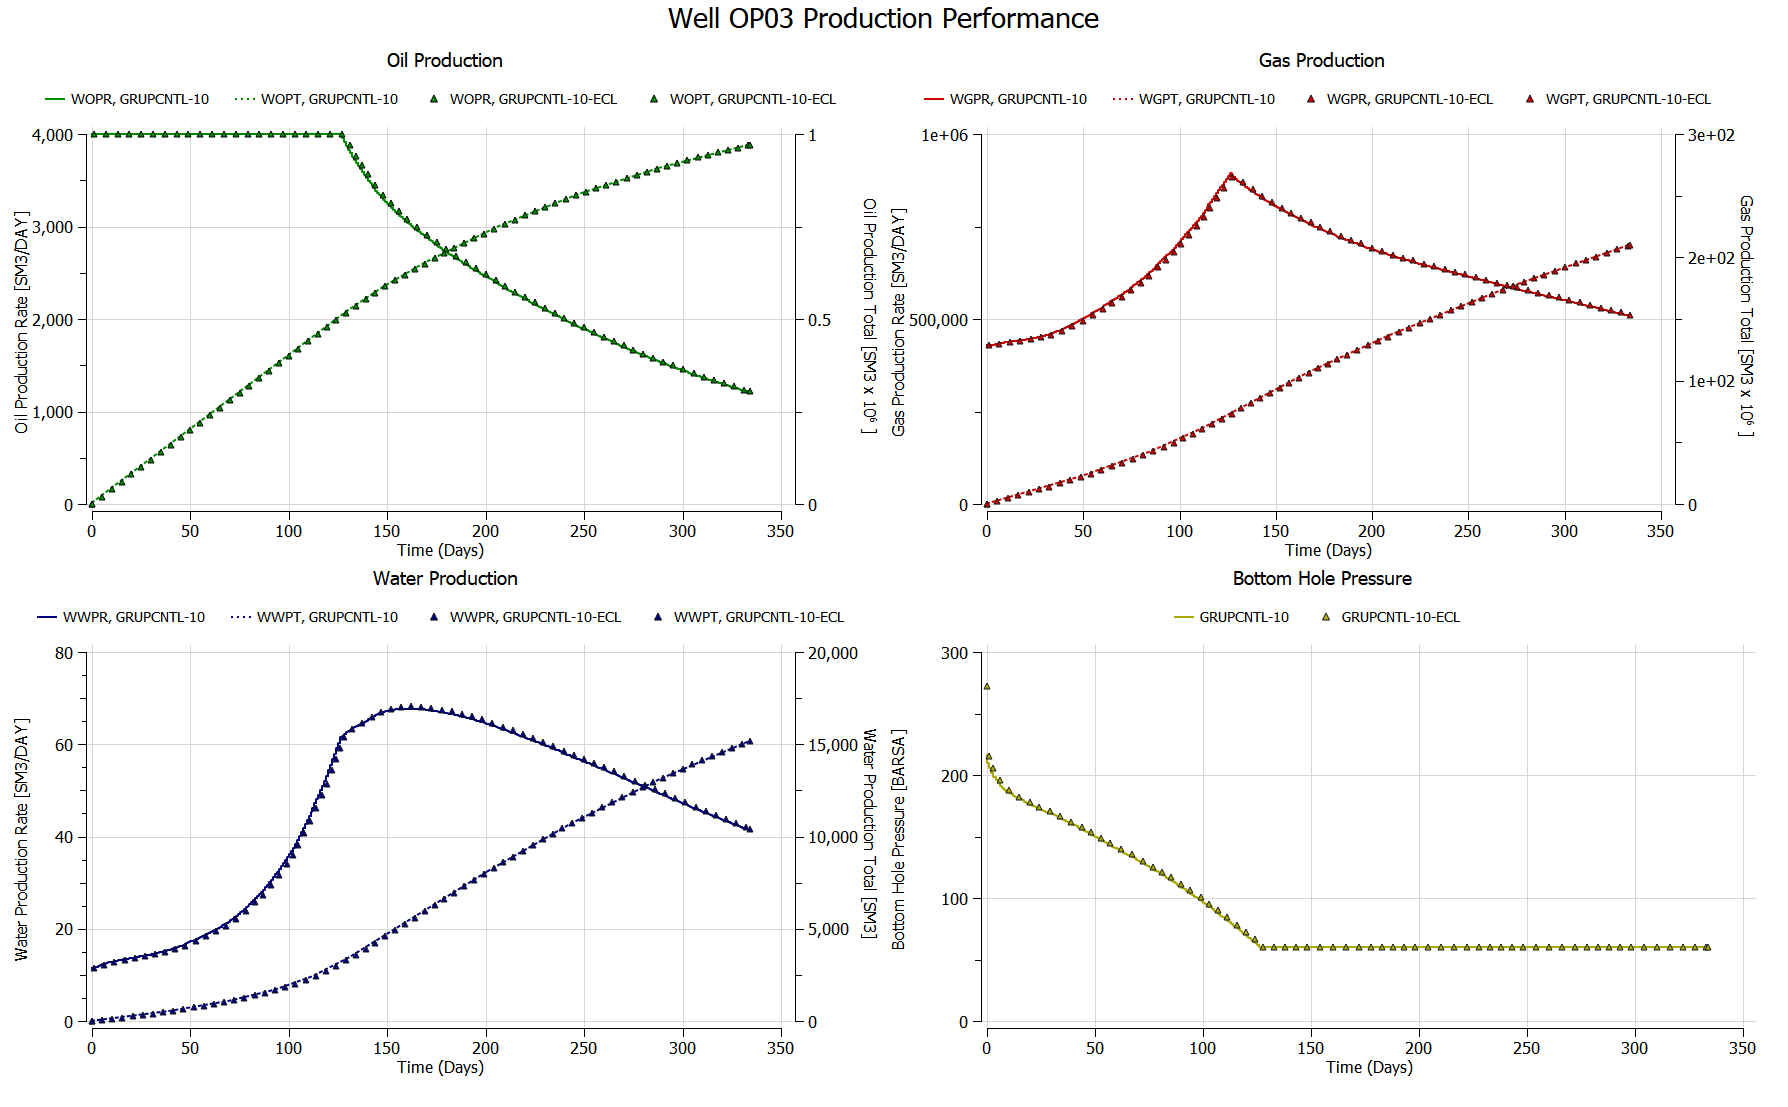 Well OP03 Production Performance
Oil Production
WOPR, GRUPCNTL-10 WOPT, GRUPCNTL-10 WOPR, GRUPCNTL-10-ECL WOPT, GRUPCNTL-10-ECL
4,000
3,000
2,000
1,000
0
Oil Production Rate [SM3/DAY]
1
0.5
0
Oil Production Total [SM3 x 10⁶ ]
0 50 100 150 200 250 300 350
Time (Days)
Gas Production
WGPR, GRUPCNTL-10 WGPT, GRUPCNTL-10 WGPR, GRUPCNTL-10-ECL WGPT, GRUPCNTL-10-ECL
1e+06
500,000
0
Gas Production Rate [SM3/DAY]
3e+02
2e+02
1e+02
0
Gas Production Total [SM3 x 10⁶ ]
0 50 100 150 200 250 300 350
Time (Days)
Water Production
WWPR, GRUPCNTL-10 WWPT, GRUPCNTL-10 WWPR, GRUPCNTL-10-ECL WWPT, GRUPCNTL-10-ECL
80
60
40
20
0
Water Production Rate [SM3/DAY]
20,000
15,000
10,000
5,000
0
Water Production Total [SM3]
0 50 100 150 200 250 300 350
Time (Days)
Bottom Hole Pressure
GRUPCNTL-10 GRUPCNTL-10-ECL
300
200
100
0
Bottom Hole Pressure [BARSA]
0 50 100 150 200 250 300 350
Time (Days)